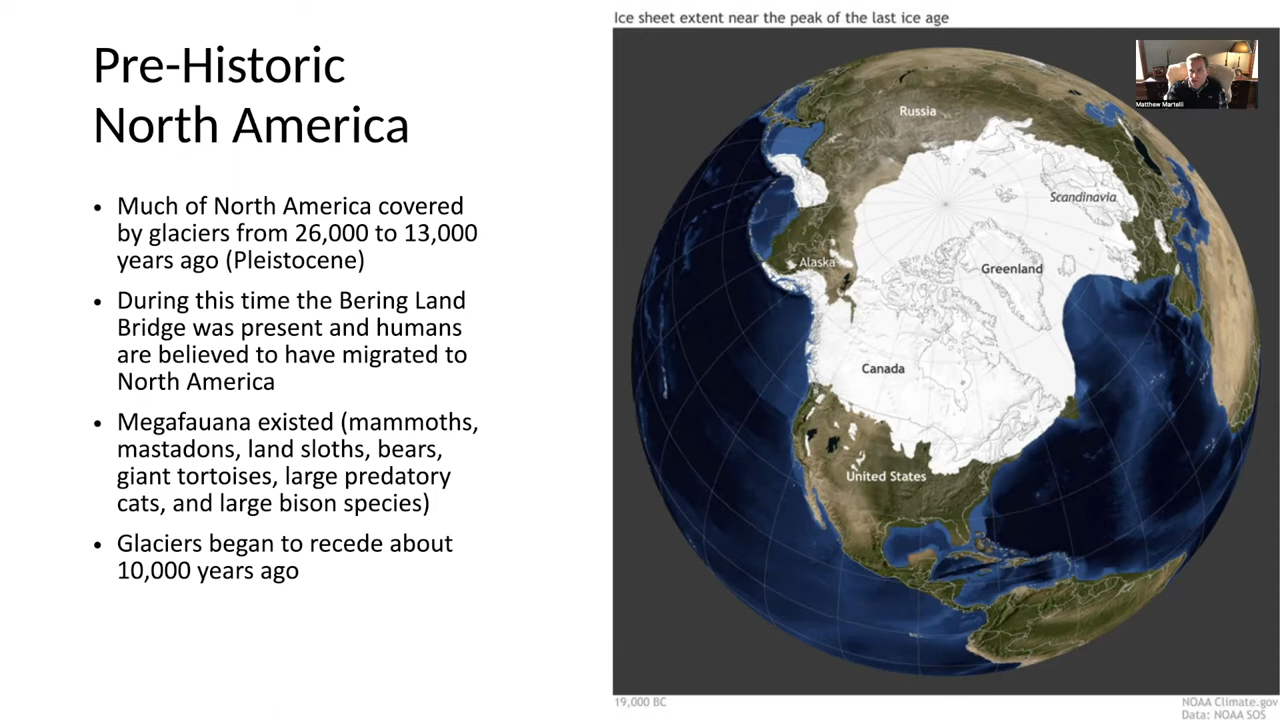 Pre-Historic
North America
• Much of North America covered
by glaciers from 26,000 to 13,000
years ago (Pleistocene)
• During this time the Bering Land
Bridge was present and humans
are believed to have migrated to
North America
• Megafauana existed (mammoths,
mastadons, land sloths, bears,
giant tortoises, large predatory
cats, and large bison species)
• Glaciers began to recede about
10,000 years ago
Ice sheet extent near the peak of the last ice age
Matthew Martelli
Russia
Scandinavia
Alaska
Greenland
Canada
United States
19,000 BC
NOAA Climate.gov
Data: NOAA SOS